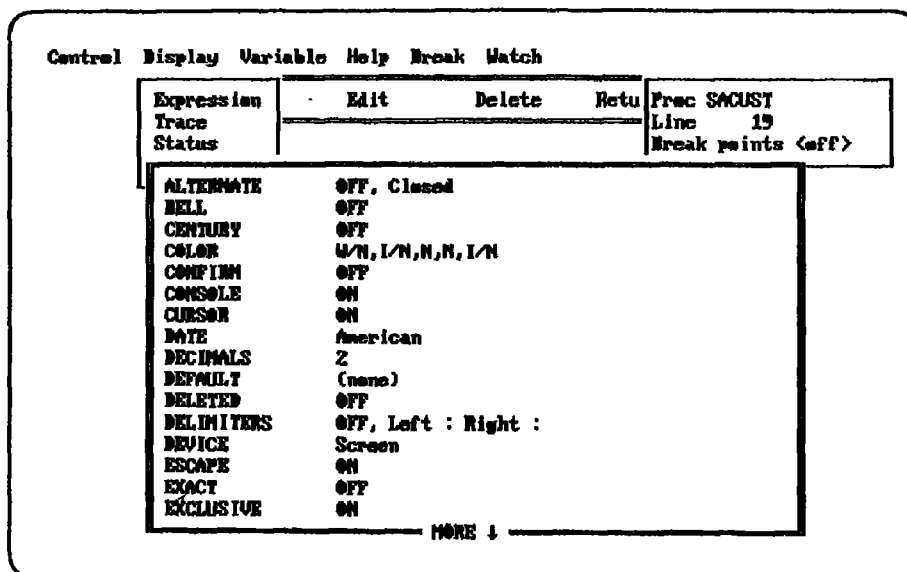 Control Display Variable Help Break Watch
Expression Edit Delete Retu Proc SACUST
Trace Line 19
Status Break points <off>
ALTERNATE OFF, Closed
BELL OFF
CENTURY OFF
COLOR W/N,I/N,N,N,I/N
CONFIRM OFF
CONSOLE ON
CURSOR ON
DATE American
DECIMALS 2
DEFAULT (none)
DELETED OFF
DELIMITERS OFF, Left : Right :
DEVICE Screen
ESCAPE ON
EXACT OFF
EXCLUSIVE ON
MORE ↓